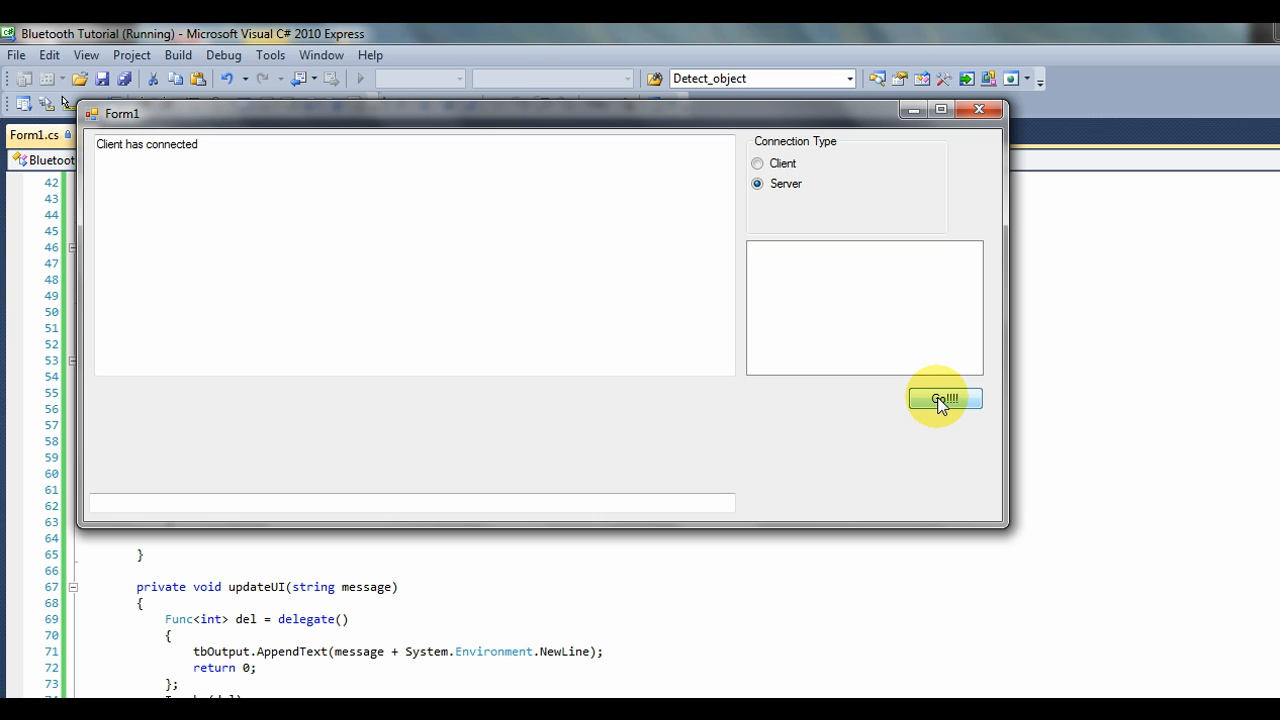 Bluetooth Tutorial (Running) - Microsoft Visual C# 2010 Express
File Edit View Project Build Debug Tools Window Help
Detect_object
Form1
Form1.cs
Client has connected
Connection Type
Client
Server
Go!!!!
42
43
44
45
46
47
48
49
50
51
52
53
54
55
56
57
58
59
60
61
62
63
64
65 }
66
67 private void updateUI(string message)
68 {
69 Func<int> del = delegate()
70 {
71 tbOutput.AppendText(message + System.Environment.NewLine);
72 return 0;
73 };